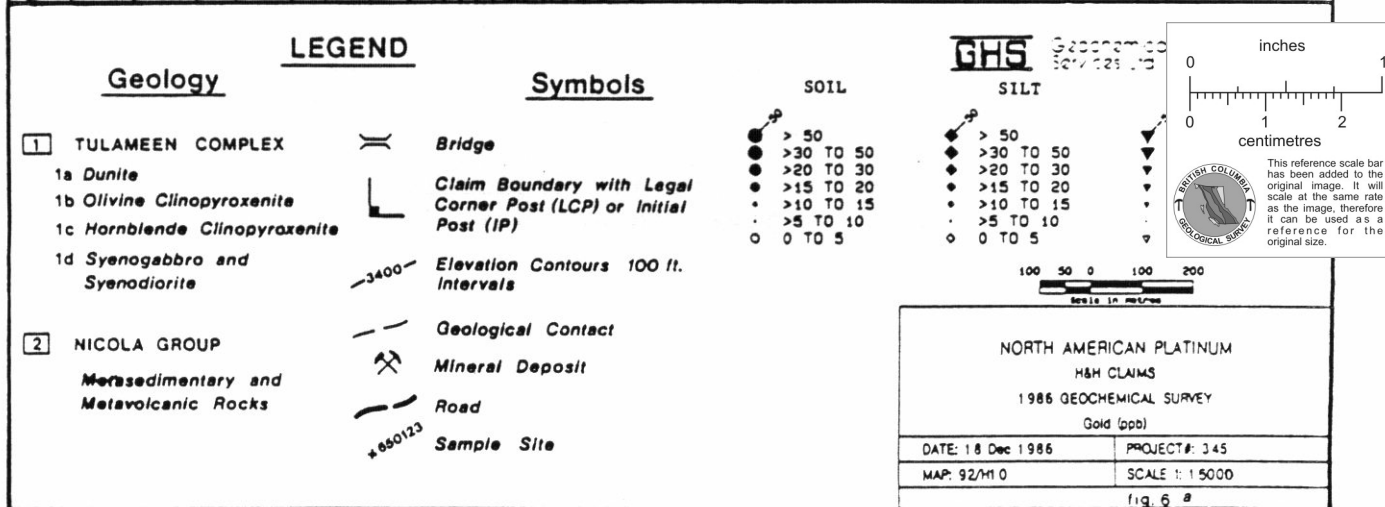 LEGEND
Geology
1 TULAMEEN COMPLEX
1a Dunite
1b Olivine Clinopyroxenite
1c Hornblende Clinopyroxenite
1d Syenogabbro and
Syenodiorite
2 NICOLA GROUP
Metasedimentary and
Metavolcanic Rocks
Symbols
Bridge
Claim Boundary with Legal
Corner Post (LCP) or Initial
Post (IP)
-3400- Elevation Contours 100 ft.
Intervals
Geological Contact
Mineral Deposit
Road
x 650123 Sample Site
GHS
SOIL
> 50
>30 TO 50
>20 TO 30
>15 TO 20
>10 TO 15
>5 TO 10
0 TO 5
SILT
> 50
>30 TO 50
>20 TO 30
>15 TO 20
>10 TO 15
>5 TO 10
0 TO 5
inches
0 1
0 1 2
centimetres
BRITISH COLUMBIA
GEOLOGICAL SURVEY
This reference scale bar
has been added to the
original image. It will
scale at the same rate
as the image, therefore
it can be used as a
reference for the
original size.
100 50 0 100 200
Scale in metres
NORTH AMERICAN PLATINUM
H&H CLAIMS
1986 GEOCHEMICAL SURVEY
Gold (ppb)
DATE: 18 Dec 1986 PROJECT#: 345
MAP: 92/H10 SCALE 1: 15000
fig. 6 a